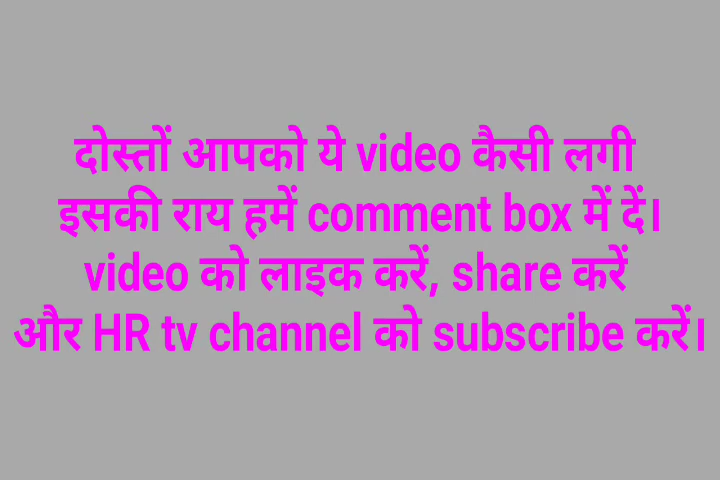 दोस्तों आपको ये video कैसी लगी
इसकी राय हमें comment box में दें।
video को लाइक करें, share करें
और HR tv channel को subscribe करें।